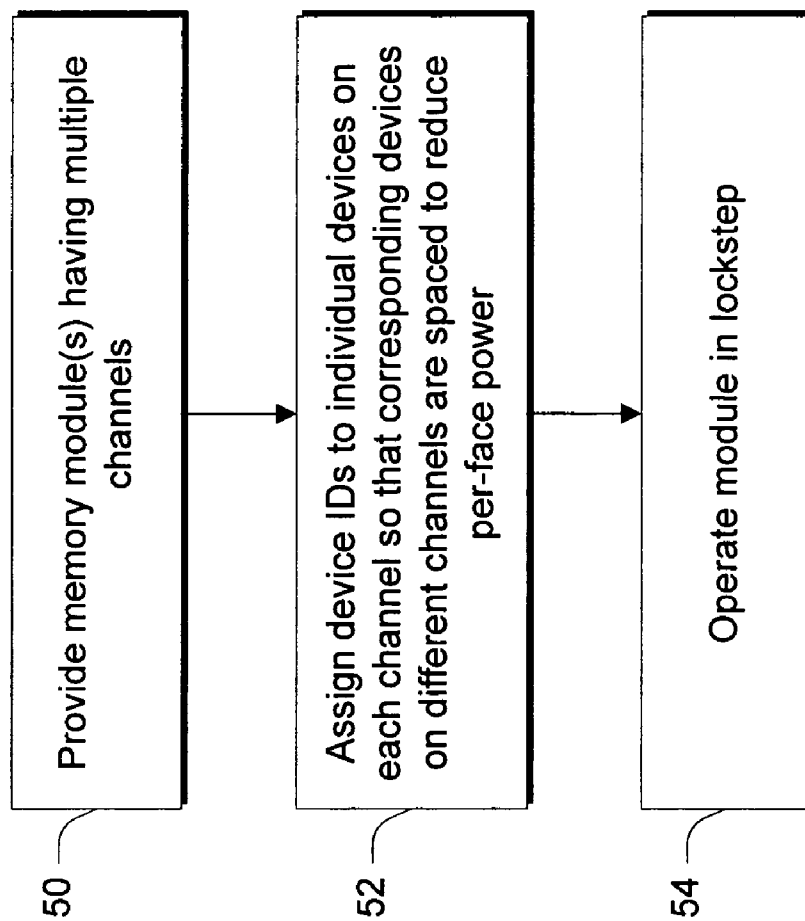 50
Provide memory module(s) having multiple
channels
52
Assign device IDs to individual devices on
each channel so that corresponding devices
on different channels are spaced to reduce
per-face power
54
Operate module in lockstep